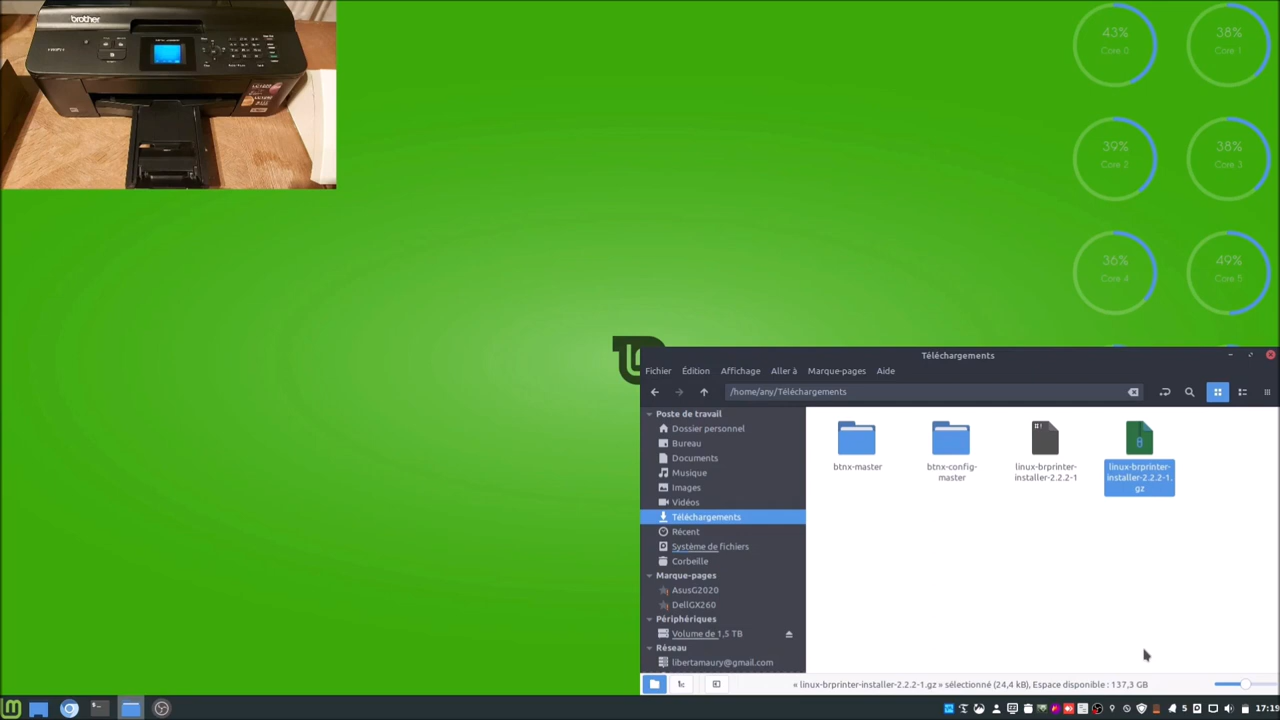 brother
43%
Core 0
38%
Core 1
39%
Core 2
38%
Core 3
36%
Core 4
49%
Core 5
Téléchargements
Fichier Édition Affichage Aller à Marque-pages Aide
/home/any/Téléchargements
Poste de travail
Dossier personnel
Bureau
Documents
Musique
Images
Vidéos
Téléchargements
Récent
Système de fichiers
Corbeille
Marque-pages
AsusG2020
DellGX260
Périphériques
Volume de 1,5 TB
Réseau
libertamaury@gmail.com
btnx-master
btnx-config-
master
linux-brprinter-
installer-2.2.2-1
linux-brprinter-
installer-2.2.2-1.
gz
« linux-brprinter-installer-2.2.2-1.gz » sélectionné (24,4 kB), Espace disponible : 137,3 GB
5
17:19